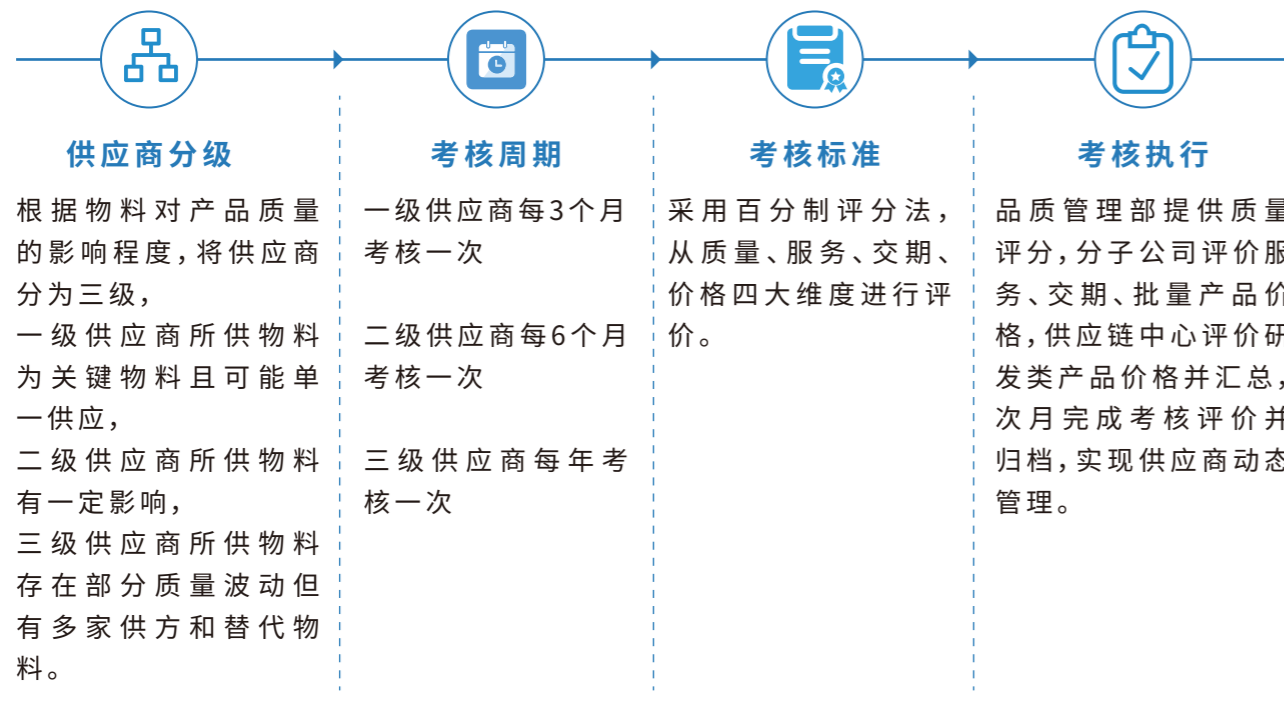 供应商分级
根据物料对产品质量
的影响程度，将供应商
分为三级，
一级供应商所供物料
为关键物料且可能单
一供应，
二级供应商所供物料
有一定影响，
三级供应商所供物料
存在部分质量波动但
有多家供方和替代物
料。
考核周期
一级供应商每3个月
考核一次
二级供应商每6个月
考核一次
三级供应商每年考
核一次
考核标准
采用百分制评分法，
从质量、服务、交期、
价格四大维度进行评
价。
考核执行
品质管理部提供质量
评分，分子公司评价服
务、交期、批量产品价
格，供应链中心评价研
发类产品价格并汇总，
次月完成考核评价并
归档，实现供应商动态
管理。